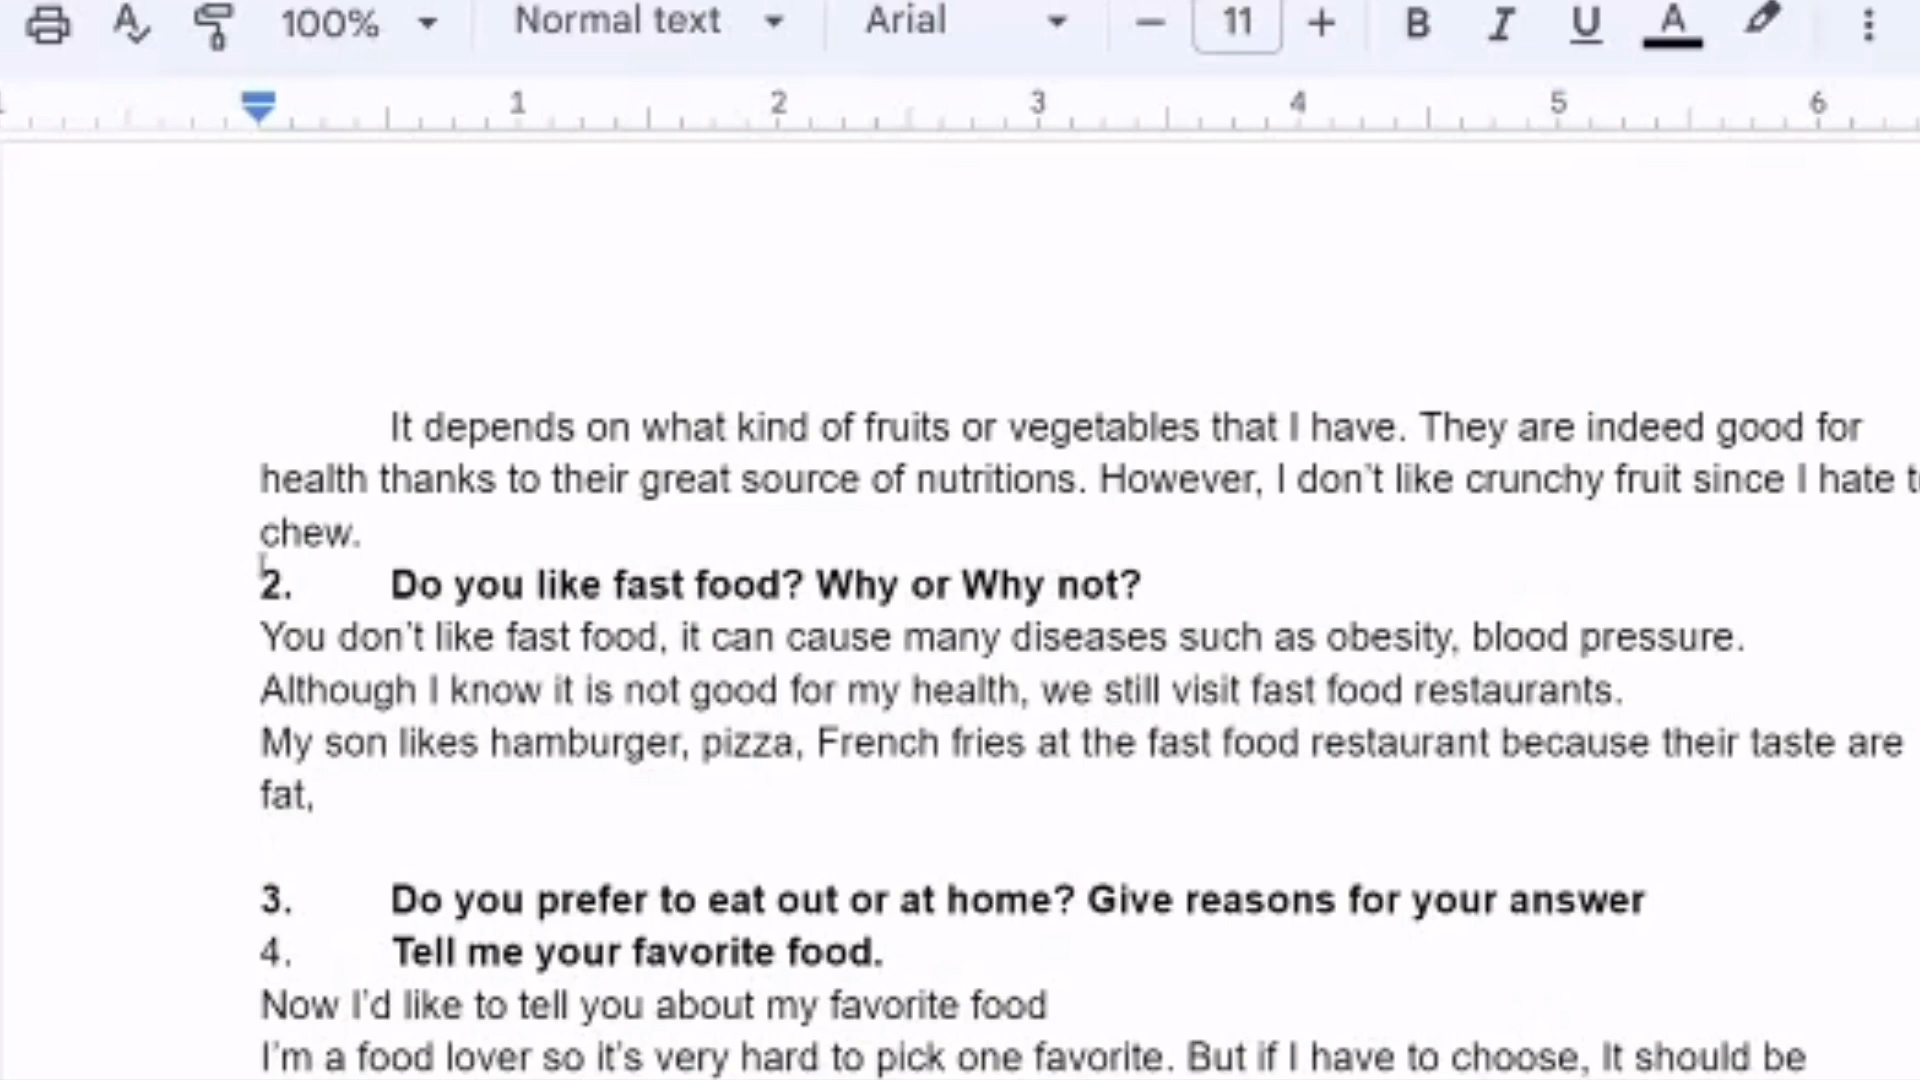 100% Normal text Arial 11 B I U A
1 2 3 4 5 6
It depends on what kind of fruits or vegetables that I have. They are indeed good for
health thanks to their great source of nutritions. However, I don't like crunchy fruit since I hate
chew.
2. Do you like fast food? Why or Why not?
You don't like fast food, it can cause many diseases such as obesity, blood pressure.
Although I know it is not good for my health, we still visit fast food restaurants.
My son likes hamburger, pizza, French fries at the fast food restaurant because their taste are
fat,
3. Do you prefer to eat out or at home? Give reasons for your answer
4. Tell me your favorite food.
Now I'd like to tell you about my favorite food
I'm a food lover so it's very hard to pick one favorite. But if I have to choose, It should be